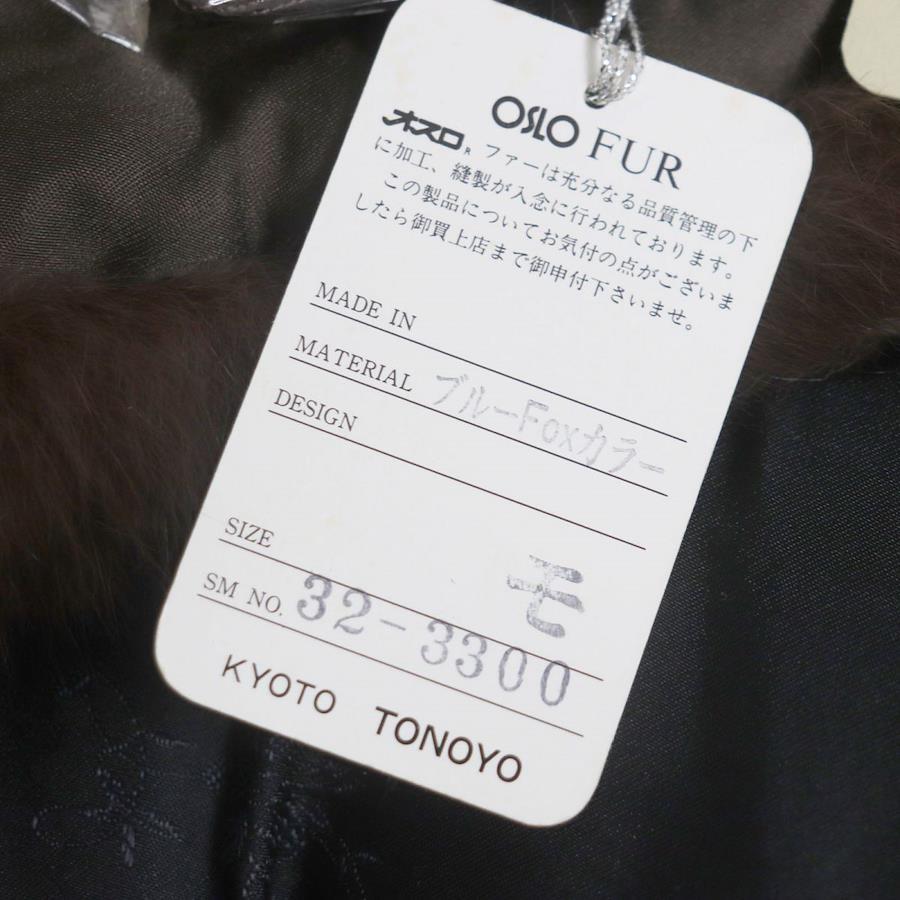 OSLO FUR
オスロ® ファーは充分なる品質管理の下
に加工、縫製が入念に行われております。
この製品についてお気付の点がございま
したら御買上店まで御申付下さいませ。
MADE IN
MATERIAL ブルーFoxカラー
DESIGN
SIZE モ
SM NO. 32-3300
KYOTO TONOYO